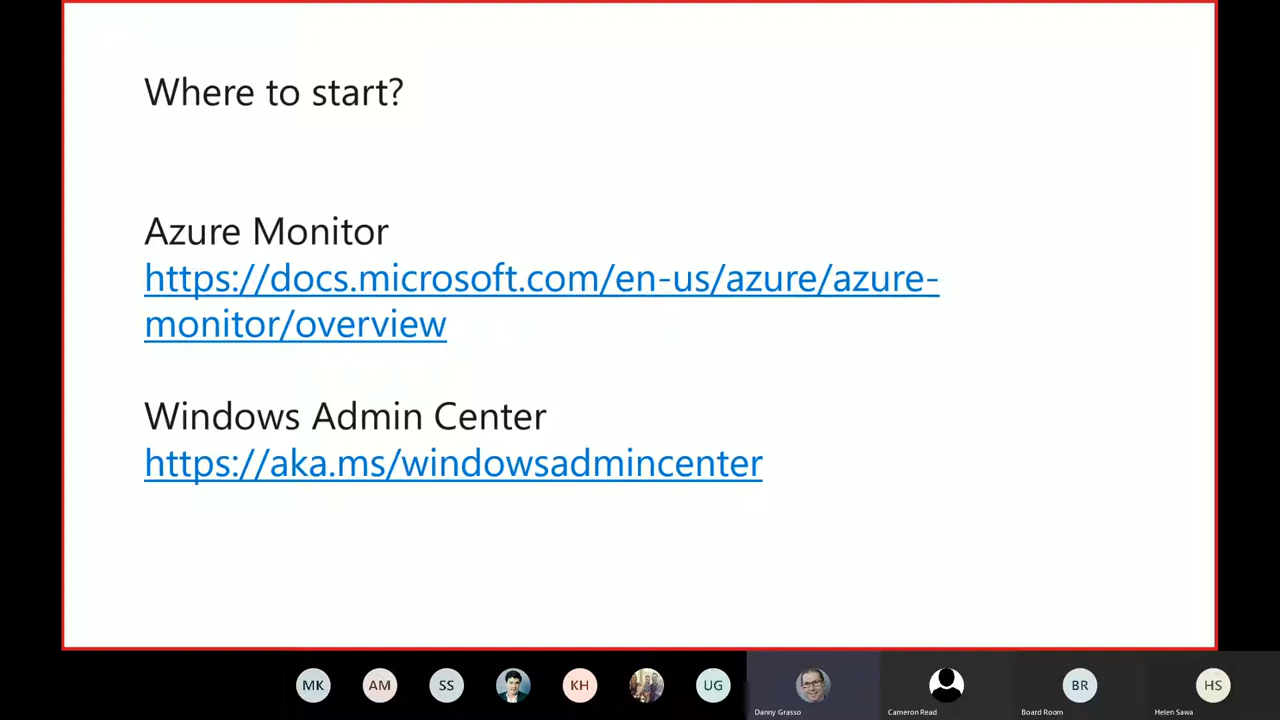 Where to start?
Azure Monitor
https://docs.microsoft.com/en-us/azure/azure-
monitor/overview
Windows Admin Center
https://aka.ms/windowsadmincenter
MK AM SS KH UG BR HS
Danny Grasso Cameron Read Board Room Helen Sawa